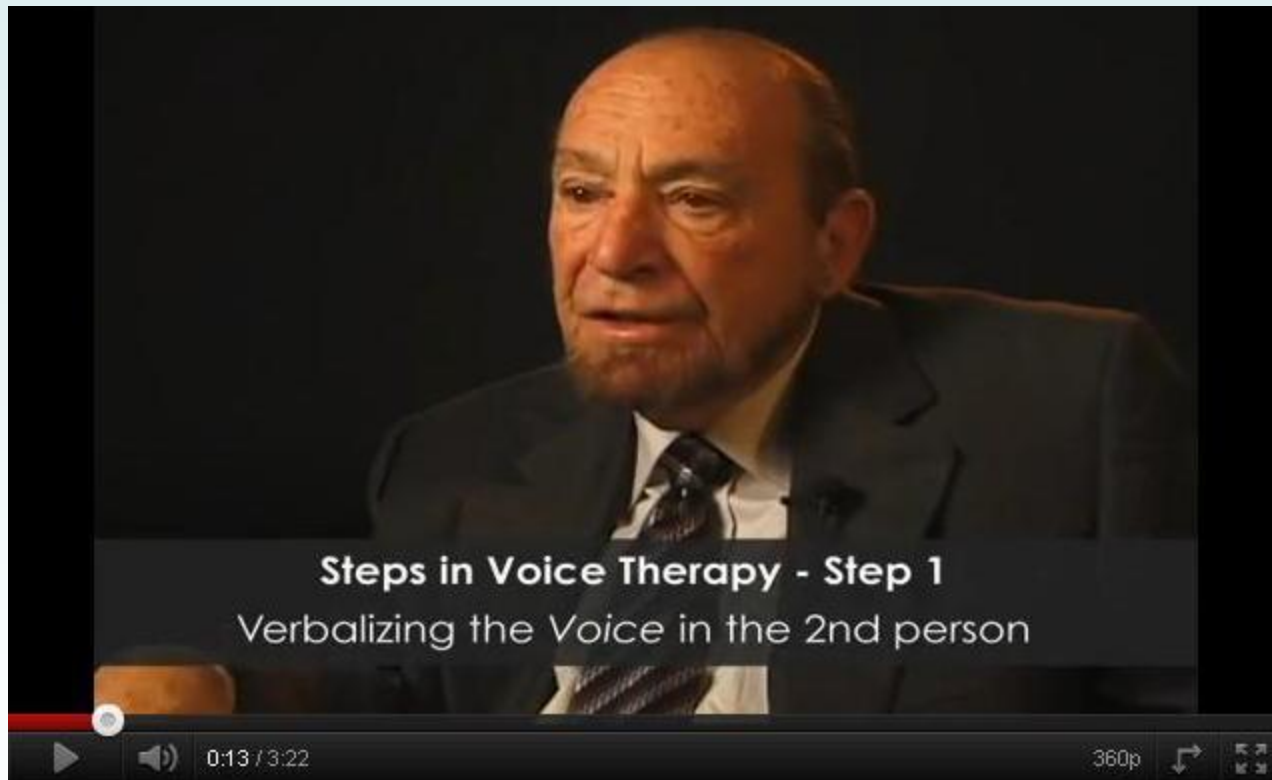 Steps in Voice Therapy - Step 1
Verbalizing the Voice in the 2nd person
0:13 / 3:22 360p